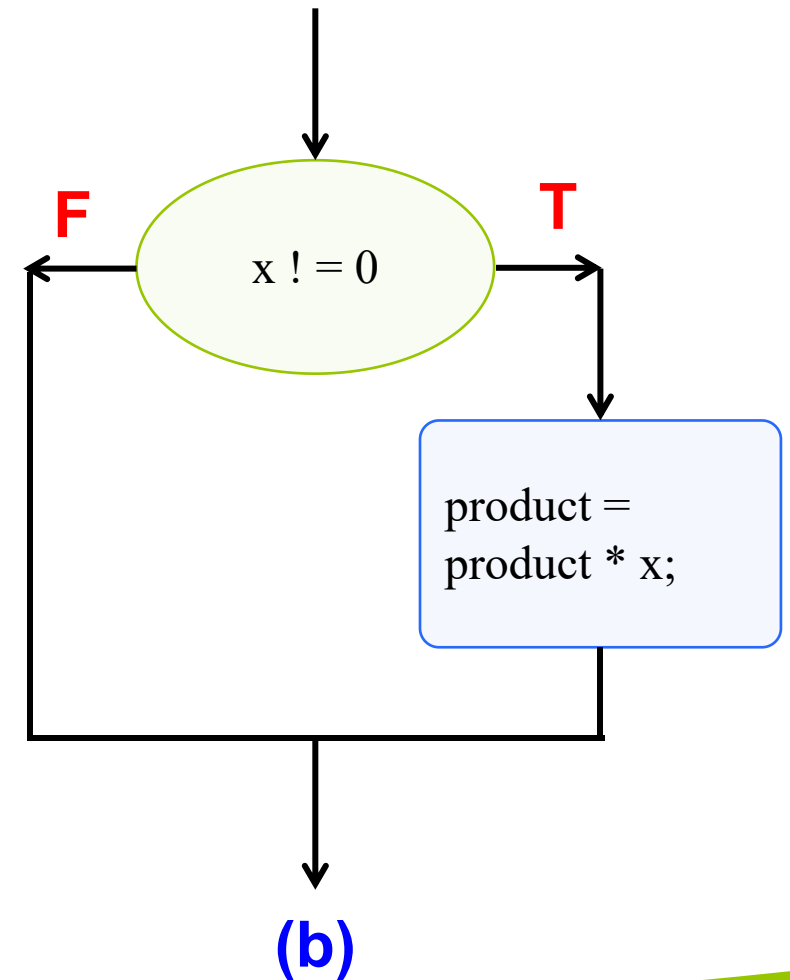 F
T
x ! = 0
product =
product * x;
(b)